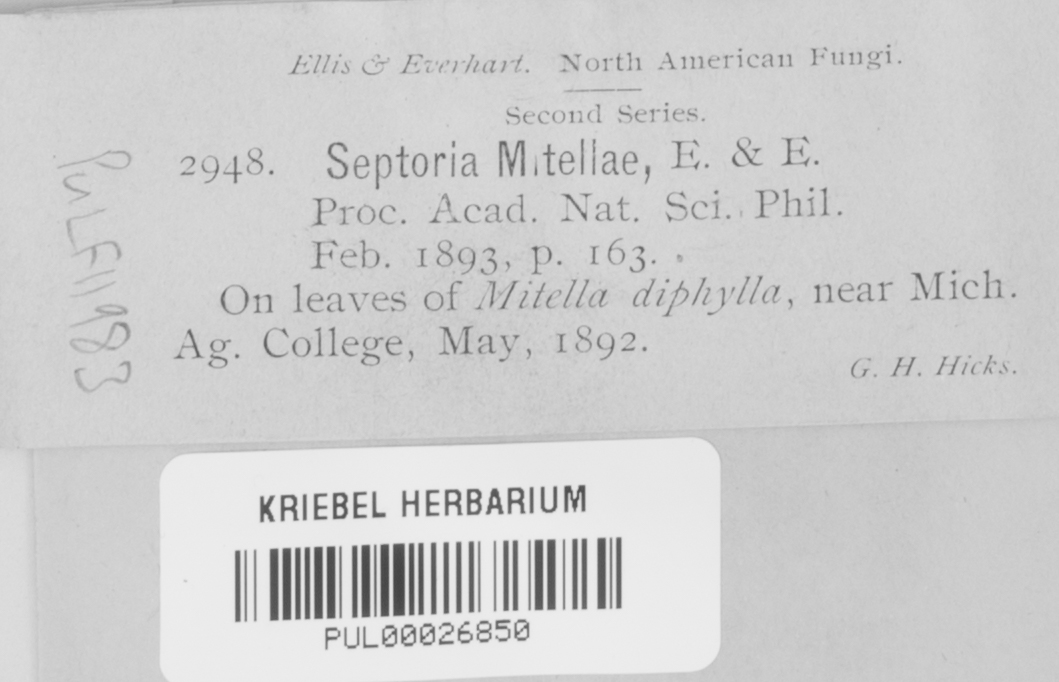 Ellis & Everhart. North American Fungi.
Second Series.
2948. Septoria Mitellae, E. & E.
Proc. Acad. Nat. Sci. Phil.
Feb. 1893, p. 163.
On leaves of Mitella diphylla, near Mich.
Ag. College, May, 1892.
G. H. Hicks.
PULF11983
KRIEBEL HERBARIUM
PUL00026850